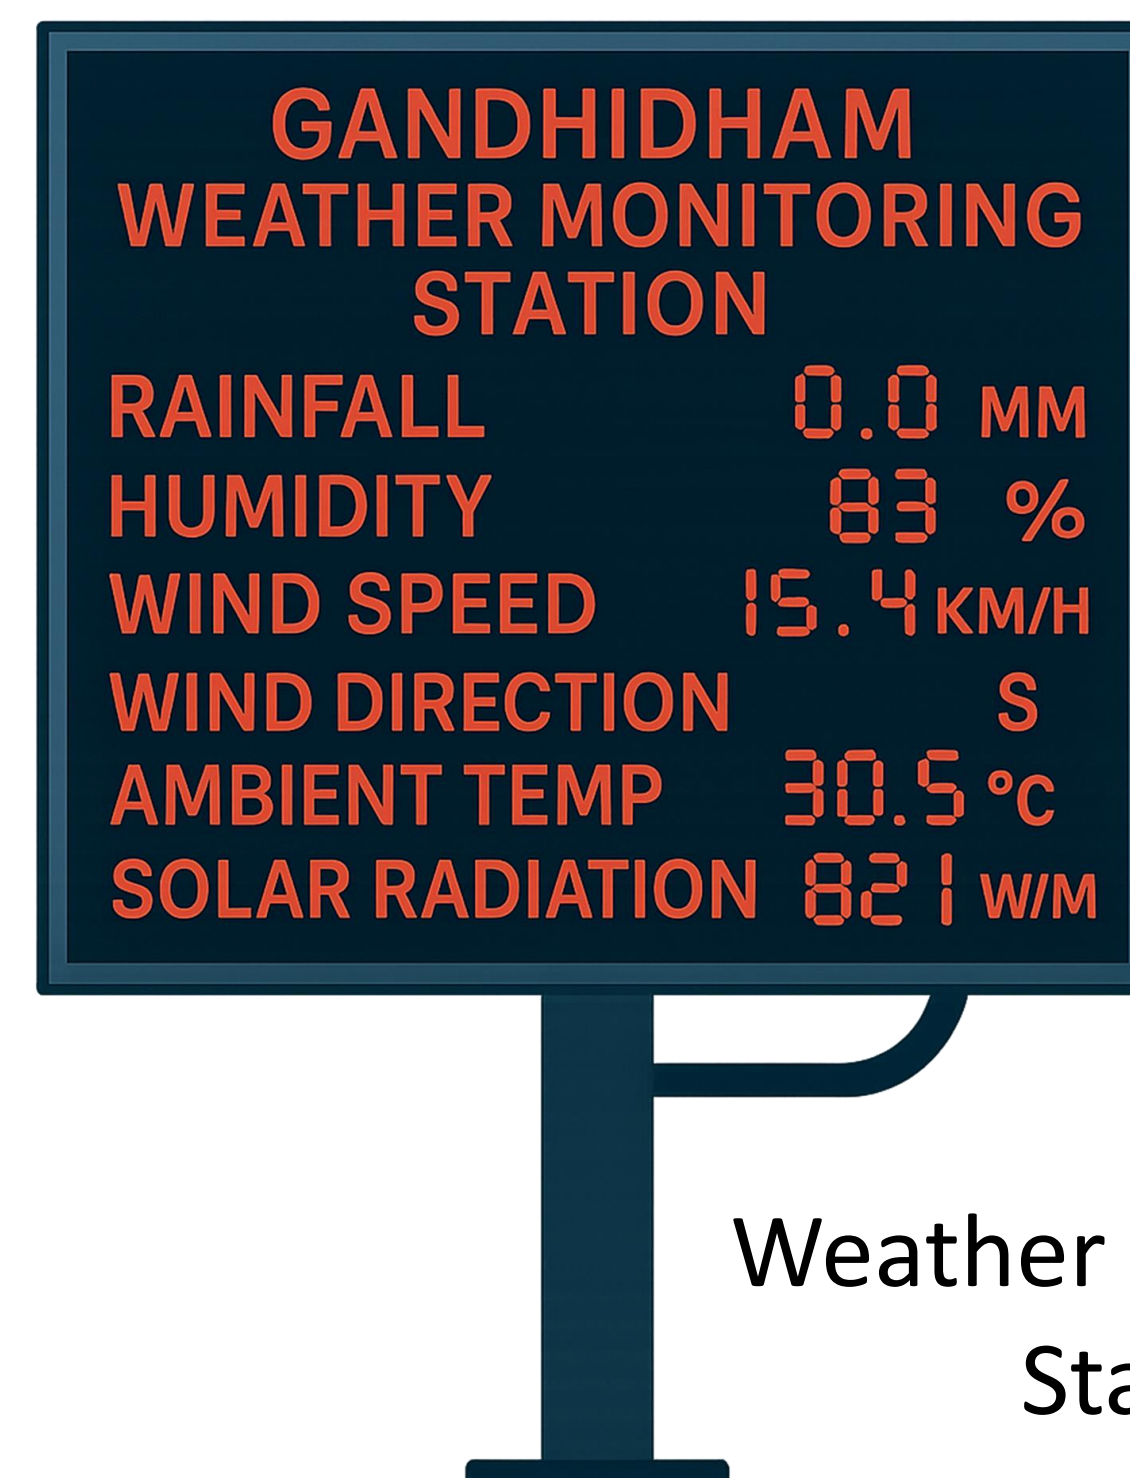 GANDHIDHAM
WEATHER MONITORING
STATION
RAINFALL 0.0 MM
HUMIDITY 83 %
WIND SPEED 15.4 KM/H
WIND DIRECTION S
AMBIENT TEMP 30.5 °C
SOLAR RADIATION 821 W/M
Weather